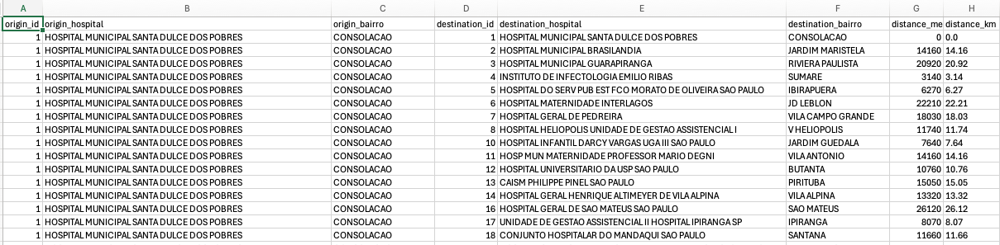 A B C D E F G H
origin_id origin_hospital origin_bairro destination_id destination_hospital destination_bairro distance_me distance_km
1 HOSPITAL MUNICIPAL SANTA DULCE DOS POBRES CONSOLACAO 1 HOSPITAL MUNICIPAL SANTA DULCE DOS POBRES CONSOLACAO 0 0.0
1 HOSPITAL MUNICIPAL SANTA DULCE DOS POBRES CONSOLACAO 2 HOSPITAL MUNICIPAL BRASILANDIA JARDIM MARISTELA 14160 14.16
1 HOSPITAL MUNICIPAL SANTA DULCE DOS POBRES CONSOLACAO 3 HOSPITAL MUNICIPAL GUARAPIRANGA RIVIERA PAULISTA 20920 20.92
1 HOSPITAL MUNICIPAL SANTA DULCE DOS POBRES CONSOLACAO 4 INSTITUTO DE INFECTOLOGIA EMILIO RIBAS SUMARE 3140 3.14
1 HOSPITAL MUNICIPAL SANTA DULCE DOS POBRES CONSOLACAO 5 HOSPITAL DO SERV PUB EST FCO MORATO DE OLIVEIRA SAO PAULO IBIRAPUERA 6270 6.27
1 HOSPITAL MUNICIPAL SANTA DULCE DOS POBRES CONSOLACAO 6 HOSPITAL MATERNIDADE INTERLAGOS JD LEBLON 22210 22.21
1 HOSPITAL MUNICIPAL SANTA DULCE DOS POBRES CONSOLACAO 7 HOSPITAL GERAL DE PEDREIRA VILA CAMPO GRANDE 18030 18.03
1 HOSPITAL MUNICIPAL SANTA DULCE DOS POBRES CONSOLACAO 8 HOSPITAL HELIOPOLIS UNIDADE DE GESTAO ASSISTENCIAL I V HELIOPOLIS 11740 11.74
1 HOSPITAL MUNICIPAL SANTA DULCE DOS POBRES CONSOLACAO 10 HOSPITAL INFANTIL DARCY VARGAS UGA III SAO PAULO JARDIM GUEDALA 7640 7.64
1 HOSPITAL MUNICIPAL SANTA DULCE DOS POBRES CONSOLACAO 11 HOSP MUN MATERNIDADE PROFESSOR MARIO DEGNI VILA ANTONIO 14160 14.16
1 HOSPITAL MUNICIPAL SANTA DULCE DOS POBRES CONSOLACAO 12 HOSPITAL UNIVERSITARIO DA USP SAO PAULO BUTANTA 10760 10.76
1 HOSPITAL MUNICIPAL SANTA DULCE DOS POBRES CONSOLACAO 13 CAISM PHILIPPE PINEL SAO PAULO PIRITUBA 15050 15.05
1 HOSPITAL MUNICIPAL SANTA DULCE DOS POBRES CONSOLACAO 14 HOSPITAL GERAL HENRIQUE ALTIMEYER DE VILA ALPINA VILA ALPINA 13320 13.32
1 HOSPITAL MUNICIPAL SANTA DULCE DOS POBRES CONSOLACAO 16 HOSPITAL GERAL DE SAO MATEUS SAO PAULO SAO MATEUS 26120 26.12
1 HOSPITAL MUNICIPAL SANTA DULCE DOS POBRES CONSOLACAO 17 UNIDADE DE GESTAO ASSISTENCIAL II HOSPITAL IPIRANGA SP IPIRANGA 8070 8.07
1 HOSPITAL MUNICIPAL SANTA DULCE DOS POBRES CONSOLACAO 18 CONJUNTO HOSPITALAR DO MANDAQUI SAO PAULO SANTANA 11660 11.66